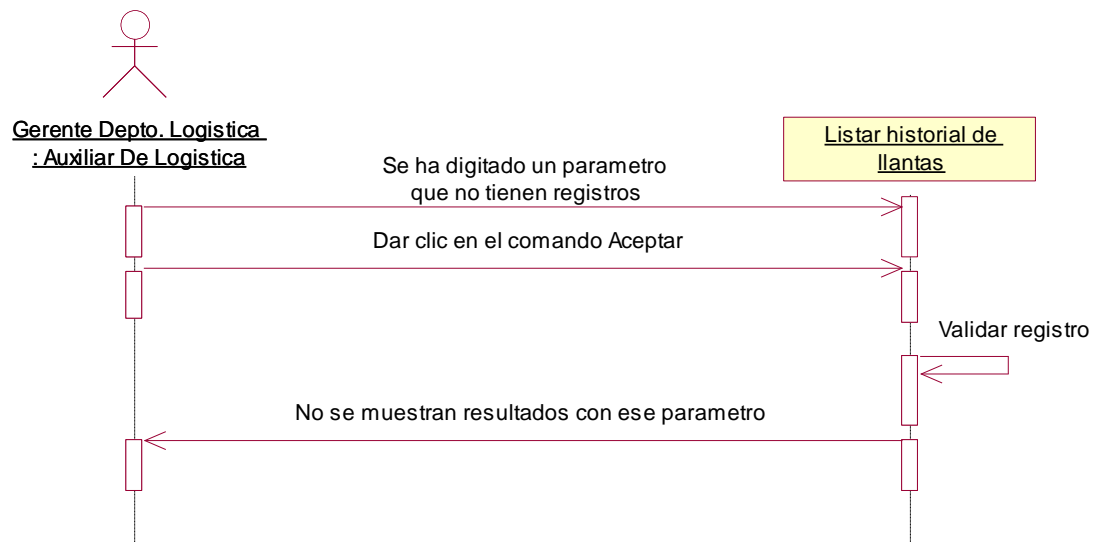 Gerente Depto. Logistica
: Auxiliar De Logistica
Listar historial de
llantas
Se ha digitado un parametro
que no tienen registros
Dar clic en el comando Aceptar
Validar registro
No se muestran resultados con ese parametro